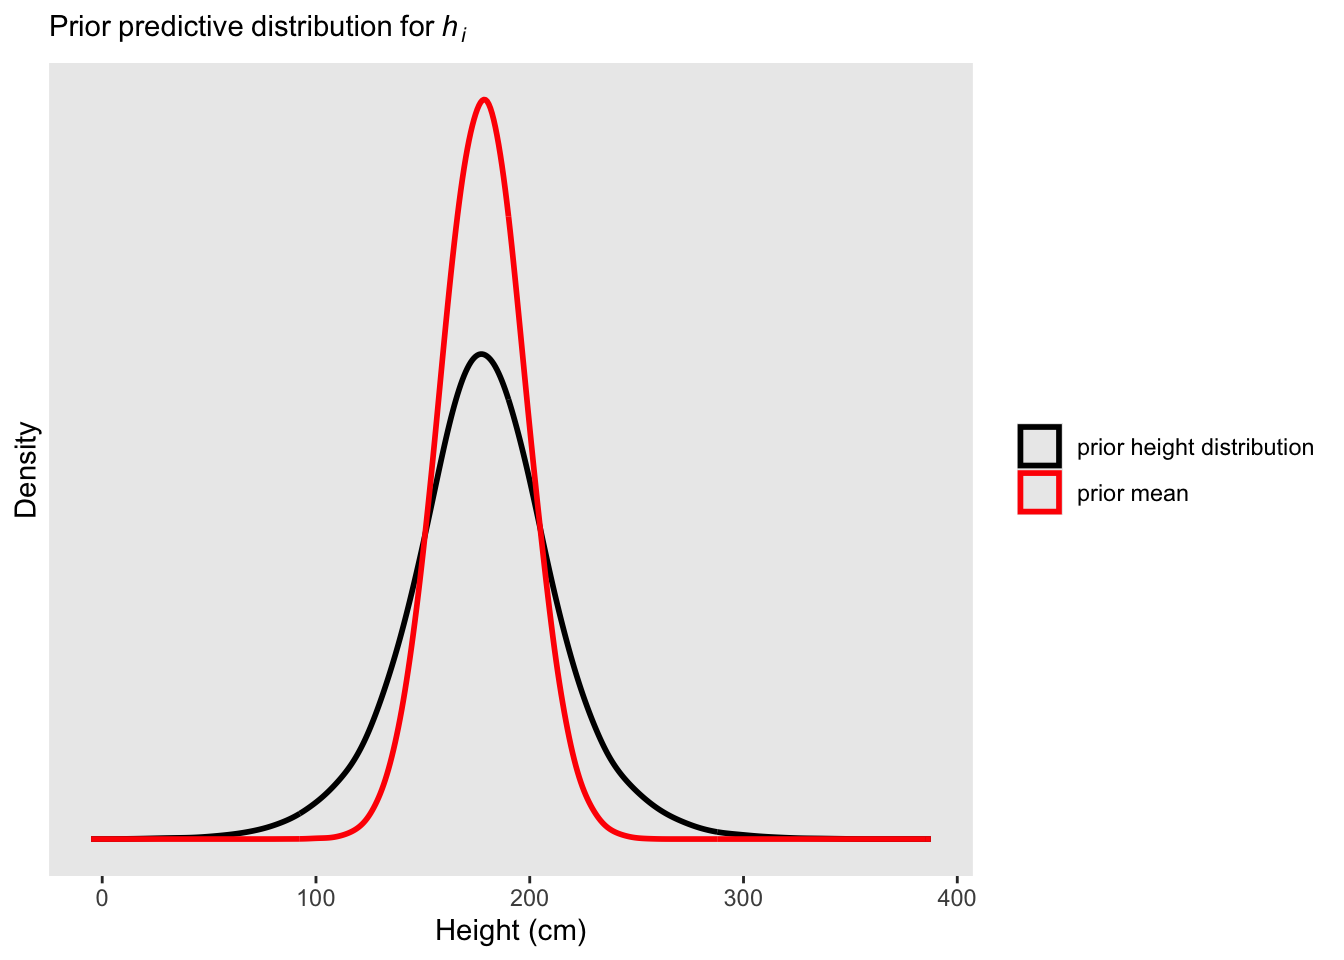 Prior predictive distribution for h i
Density
prior height distribution
prior mean
0 100 200 300 400
Height (cm)